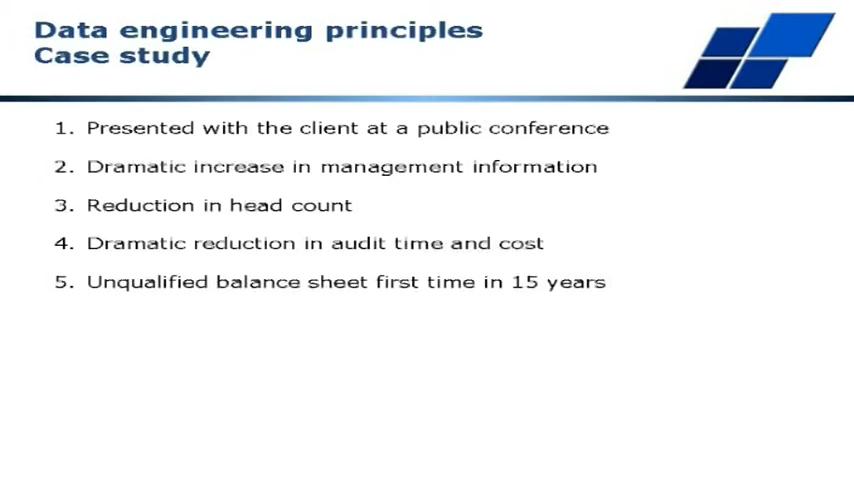 Data engineering principles
Case study
1. Presented with the client at a public conference
2. Dramatic increase in management information
3. Reduction in head count
4. Dramatic reduction in audit time and cost
5. Unqualified balance sheet first time in 15 years